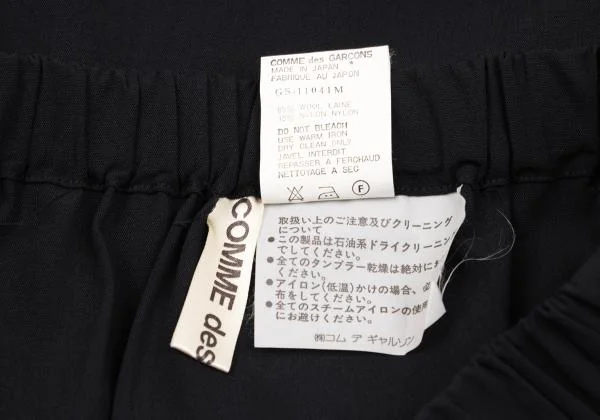 COMME des GARCONS
MADE IN JAPAN *
FABRIQUE AU JAPON
GS-11041M
WOOL LAINE
NYLON NYLON
DO NOT BLEACH
USE WARM IRON
DRY CLEAN ONLY
JAVEL INTERDIT
REPASSER A FERCHAUD
NETTOYAGE A SEC
F
COMME des
取扱い上のご注意及びクリーニング
について
●この製品は石油系ドライクリーニン
でしてください。
●全てのタンブラー乾燥は絶対に
ください。
●アイロン(低温)かけの場合、
布をしてください。
●全てのスチームアイロンの使用
にお避けください。
㈱コム デ ギャルソン